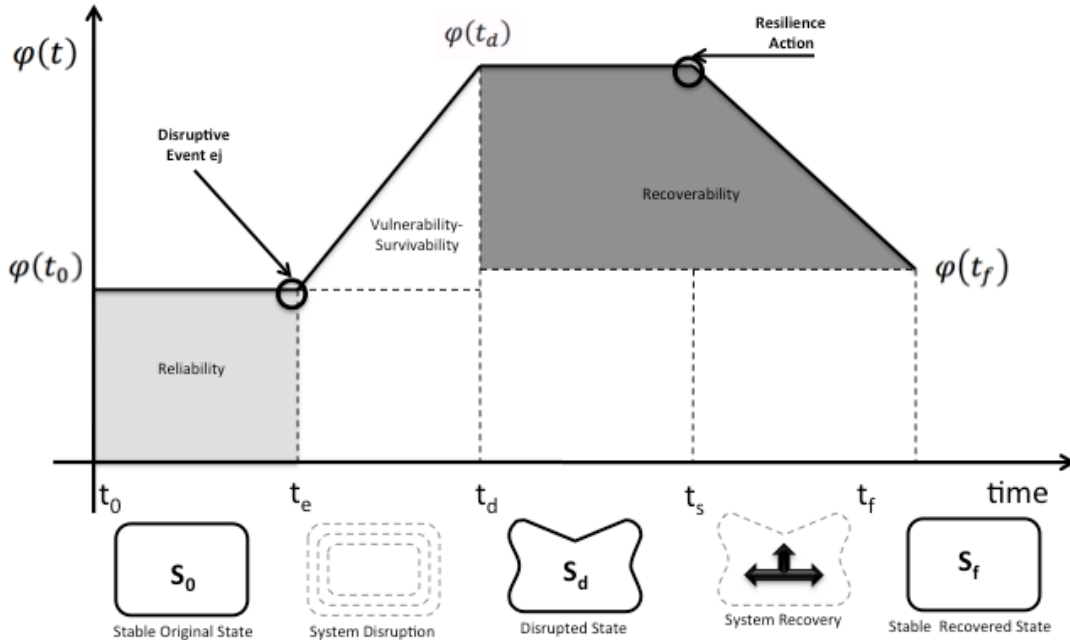 φ(t)
φ(t_d)
Resilience
Action
Disruptive
Event ej
Vulnerability-
Survivability
Recoverability
φ(t_0)
φ(t_f)
Reliability
t_0 t_e t_d t_s t_f time
S_0 S_d S_f
Stable Original State System Disruption Disrupted State System Recovery Stable Recovered State